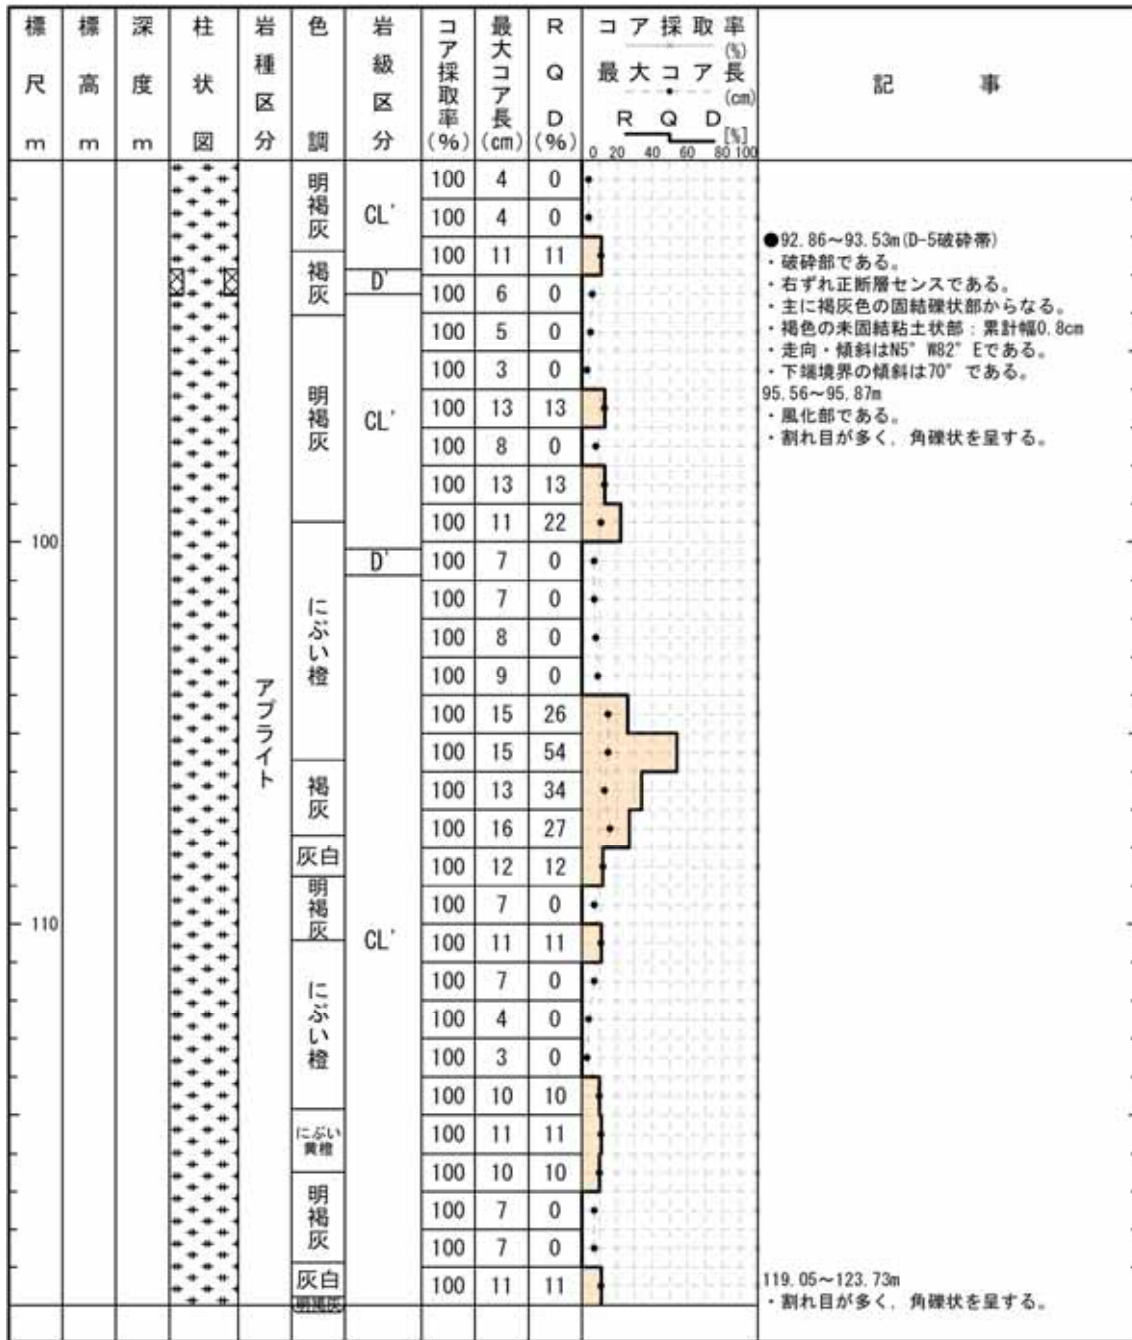 標尺m
標高m
深度m
柱状図
岩種区分
色調
岩級区分
コア採取率(%)
最大コア長(cm)
RQD(%)
コア採取率(%)
最大コア長(cm)
RQD[%]
0 20 40 60 80 100
記事
100
110
アプライト
明褐灰
褐灰
明褐灰
にぶい橙
褐灰
灰白
明褐灰
にぶい橙
にぶい黄橙
明褐灰
灰白
CL'
D'
CL'
D'
CL'
100 4 0
100 4 0
100 11 11
100 6 0
100 5 0
100 3 0
100 13 13
100 8 0
100 13 13
100 11 22
100 7 0
100 7 0
100 8 0
100 9 0
100 15 26
100 15 54
100 13 34
100 16 27
100 12 12
100 7 0
100 11 11
100 7 0
100 4 0
100 3 0
100 10 10
100 11 11
100 10 10
100 7 0
100 7 0
100 11 11
●92.86～93.53m(D-5破砕帯)
・破砕部である。
・右ずれ正断層センスである。
・主に褐灰色の固結礫状部からなる。
・褐色の未固結粘土状部：累計幅0.8cm
・走向・傾斜はN5°W82°Eである。
・下端境界の傾斜は70°である。
95.56～95.87m
・風化部である。
・割れ目が多く，角礫状を呈する。
119.05～123.73m
・割れ目が多く，角礫状を呈する。